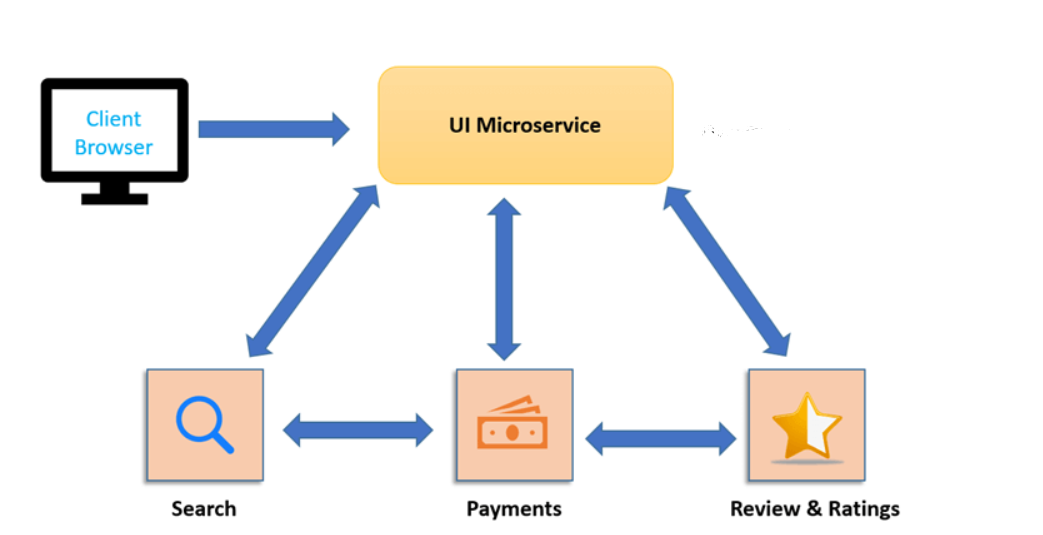 Client
Browser
UI Microservice
Search
Payments
Review & Ratings